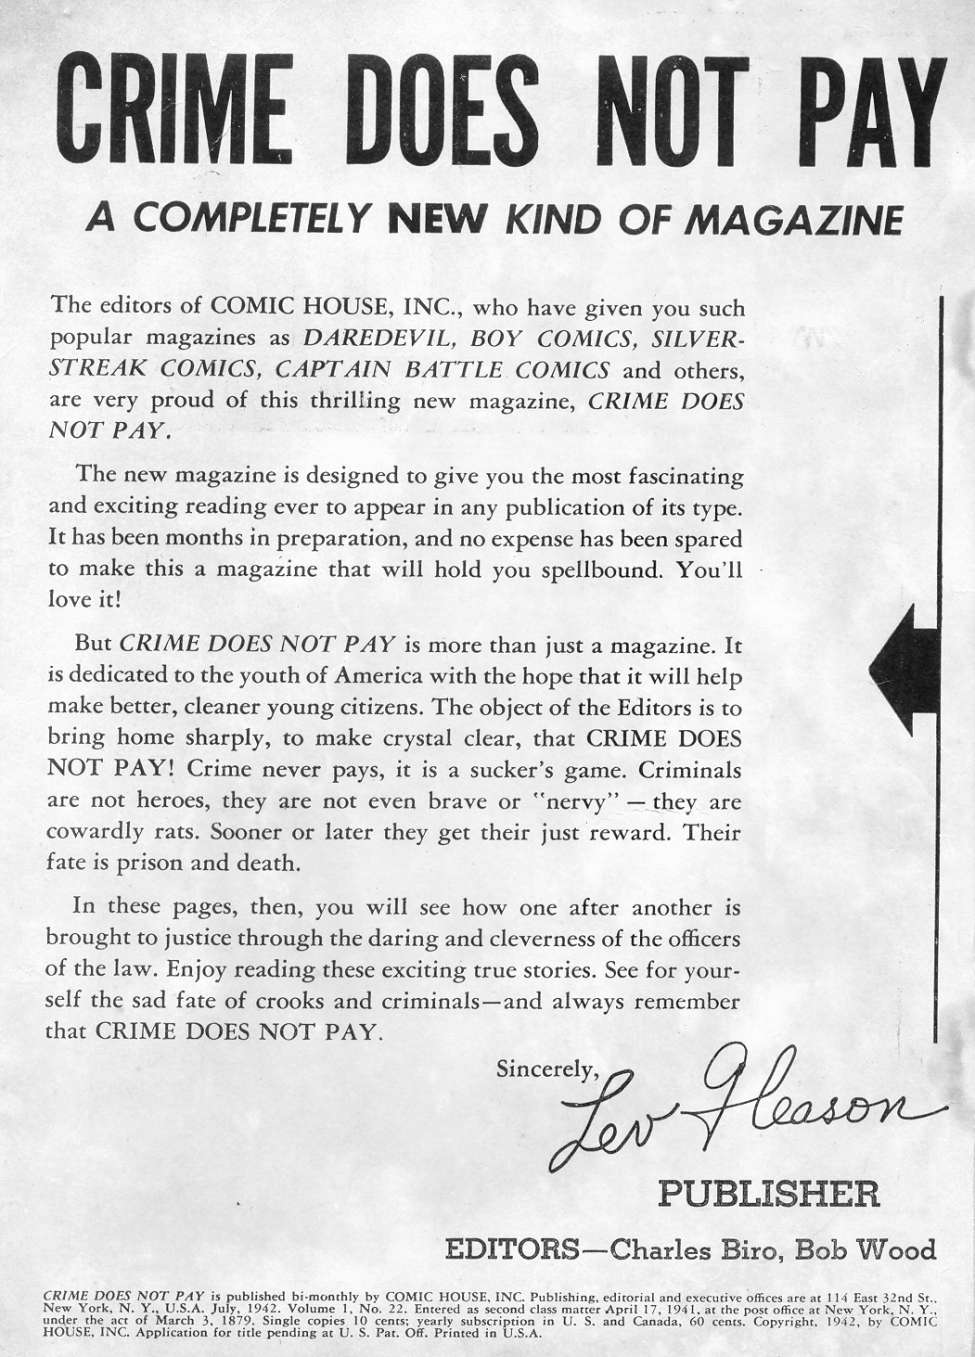 CRIME DOES NOT PAY
A COMPLETELY NEW KIND OF MAGAZINE
The editors of COMIC HOUSE, INC., who have given you such
popular magazines as DAREDEVIL, BOY COMICS, SILVER-
STREAK COMICS, CAPTAIN BATTLE COMICS and others,
are very proud of this thrilling new magazine, CRIME DOES
NOT PAY.
The new magazine is designed to give you the most fascinating
and exciting reading ever to appear in any publication of its type.
It has been months in preparation, and no expense has been spared
to make this a magazine that will hold you spellbound. You'll
love it!
But CRIME DOES NOT PAY is more than just a magazine. It
is dedicated to the youth of America with the hope that it will help
make better, cleaner young citizens. The object of the Editors is to
bring home sharply, to make crystal clear, that CRIME DOES
NOT PAY! Crime never pays, it is a sucker's game. Criminals
are not heroes, they are not even brave or "nervy" — they are
cowardly rats. Sooner or later they get their just reward. Their
fate is prison and death.
In these pages, then, you will see how one after another is
brought to justice through the daring and cleverness of the officers
of the law. Enjoy reading these exciting true stories. See for your-
self the sad fate of crooks and criminals—and always remember
that CRIME DOES NOT PAY.
Sincerely,
Lev Gleason
PUBLISHER
EDITORS—Charles Biro, Bob Wood
CRIME DOES NOT PAY is published bi-monthly by COMIC HOUSE, INC. Publishing, editorial and executive offices are at 114 East 32nd St.,
New York, N. Y., U.S.A. July, 1942. Volume 1, No. 22. Entered as second class matter April 17, 1941, at the post office at New York, N. Y.,
under the act of March 3, 1879. Single copies 10 cents; yearly subscription in U. S. and Canada, 60 cents. Copyright, 1942, by COMIC
HOUSE, INC. Application for title pending at U. S. Pat. Off. Printed in U.S.A.